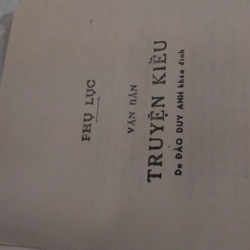 PHỤ LỤC
VĂN BẢN
TRUYỆN KIỀU
Do ĐÀO DUY ANH khảo đính